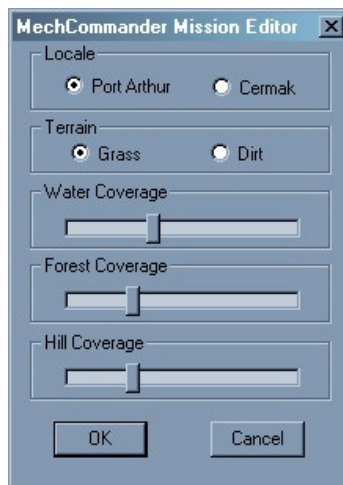 MechCommander Mission Editor
Locale
Port Arthur Cermak
Terrain
Grass Dirt
Water Coverage
Forest Coverage
Hill Coverage
OK Cancel